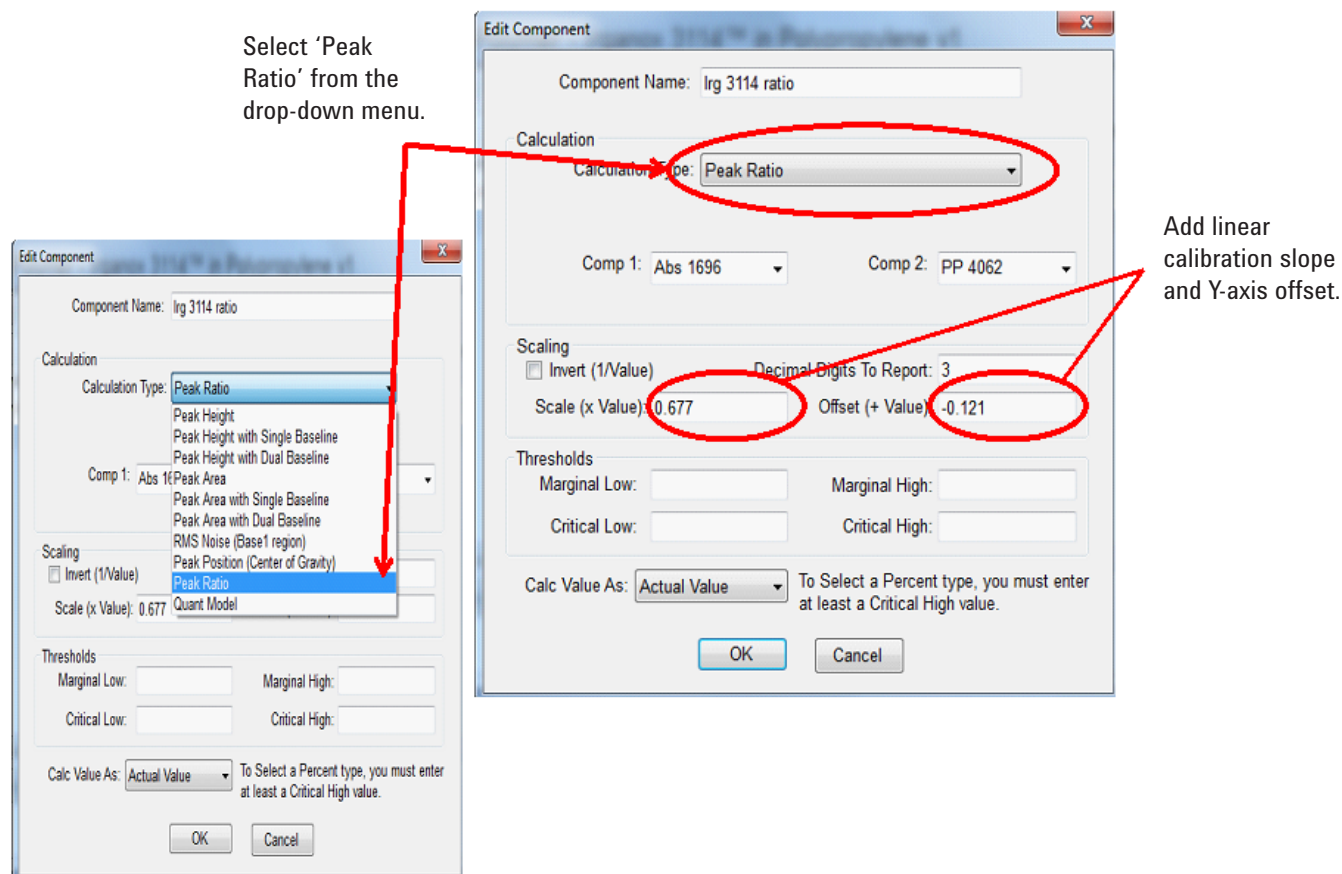 Select ‘Peak
Ratio’ from the
drop-down menu.
Edit Component
Component Name: Irg 3114 ratio
Calculation
Calculation Type: Peak Ratio
Comp 1: Abs 1696 Comp 2: PP 4062
Scaling
Invert (1/Value) Decimal Digits To Report: 3
Scale (x Value): 0.677 Offset (+ Value): -0.121
Thresholds
Marginal Low: Marginal High:
Critical Low: Critical High:
Calc Value As: Actual Value To Select a Percent type, you must enter
at least a Critical High value.
OK Cancel
Add linear
calibration slope
and Y-axis offset.
Edit Component
Component Name: Irg 3114 ratio
Calculation
Calculation Type: Peak Ratio
Peak Height
Peak Height with Single Baseline
Peak Height with Dual Baseline
Comp 1: Abs 16 Peak Area
Peak Area with Single Baseline
Peak Area with Dual Baseline
RMS Noise (Base1 region)
Scaling
Peak Position (Center of Gravity)
Invert (1/Value) Peak Ratio
Scale (x Value): 0.677 Quant Model
Thresholds
Marginal Low: Marginal High:
Critical Low: Critical High:
Calc Value As: Actual Value To Select a Percent type, you must enter
at least a Critical High value.
OK Cancel